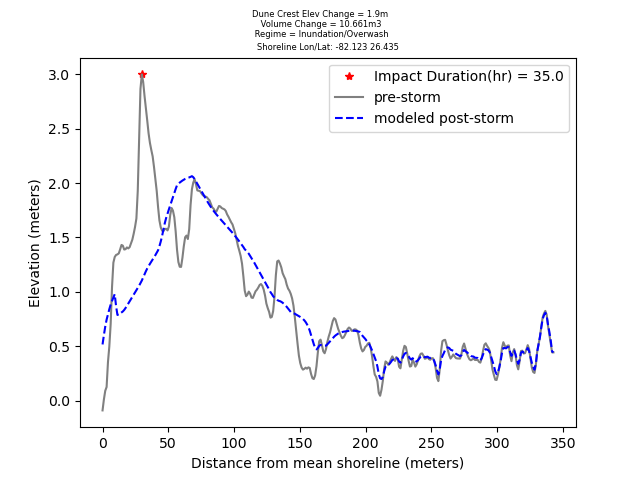 Dune Crest Elev Change = 1.9m
Volume Change = 10.661m3
Regime = Inundation/Overwash
Shoreline Lon/Lat: -82.123 26.435
Impact Duration(hr) = 35.0
pre-storm
modeled post-storm
Elevation (meters)
3.0
2.5
2.0
1.5
1.0
0.5
0.0
0 50 100 150 200 250 300 350
Distance from mean shoreline (meters)